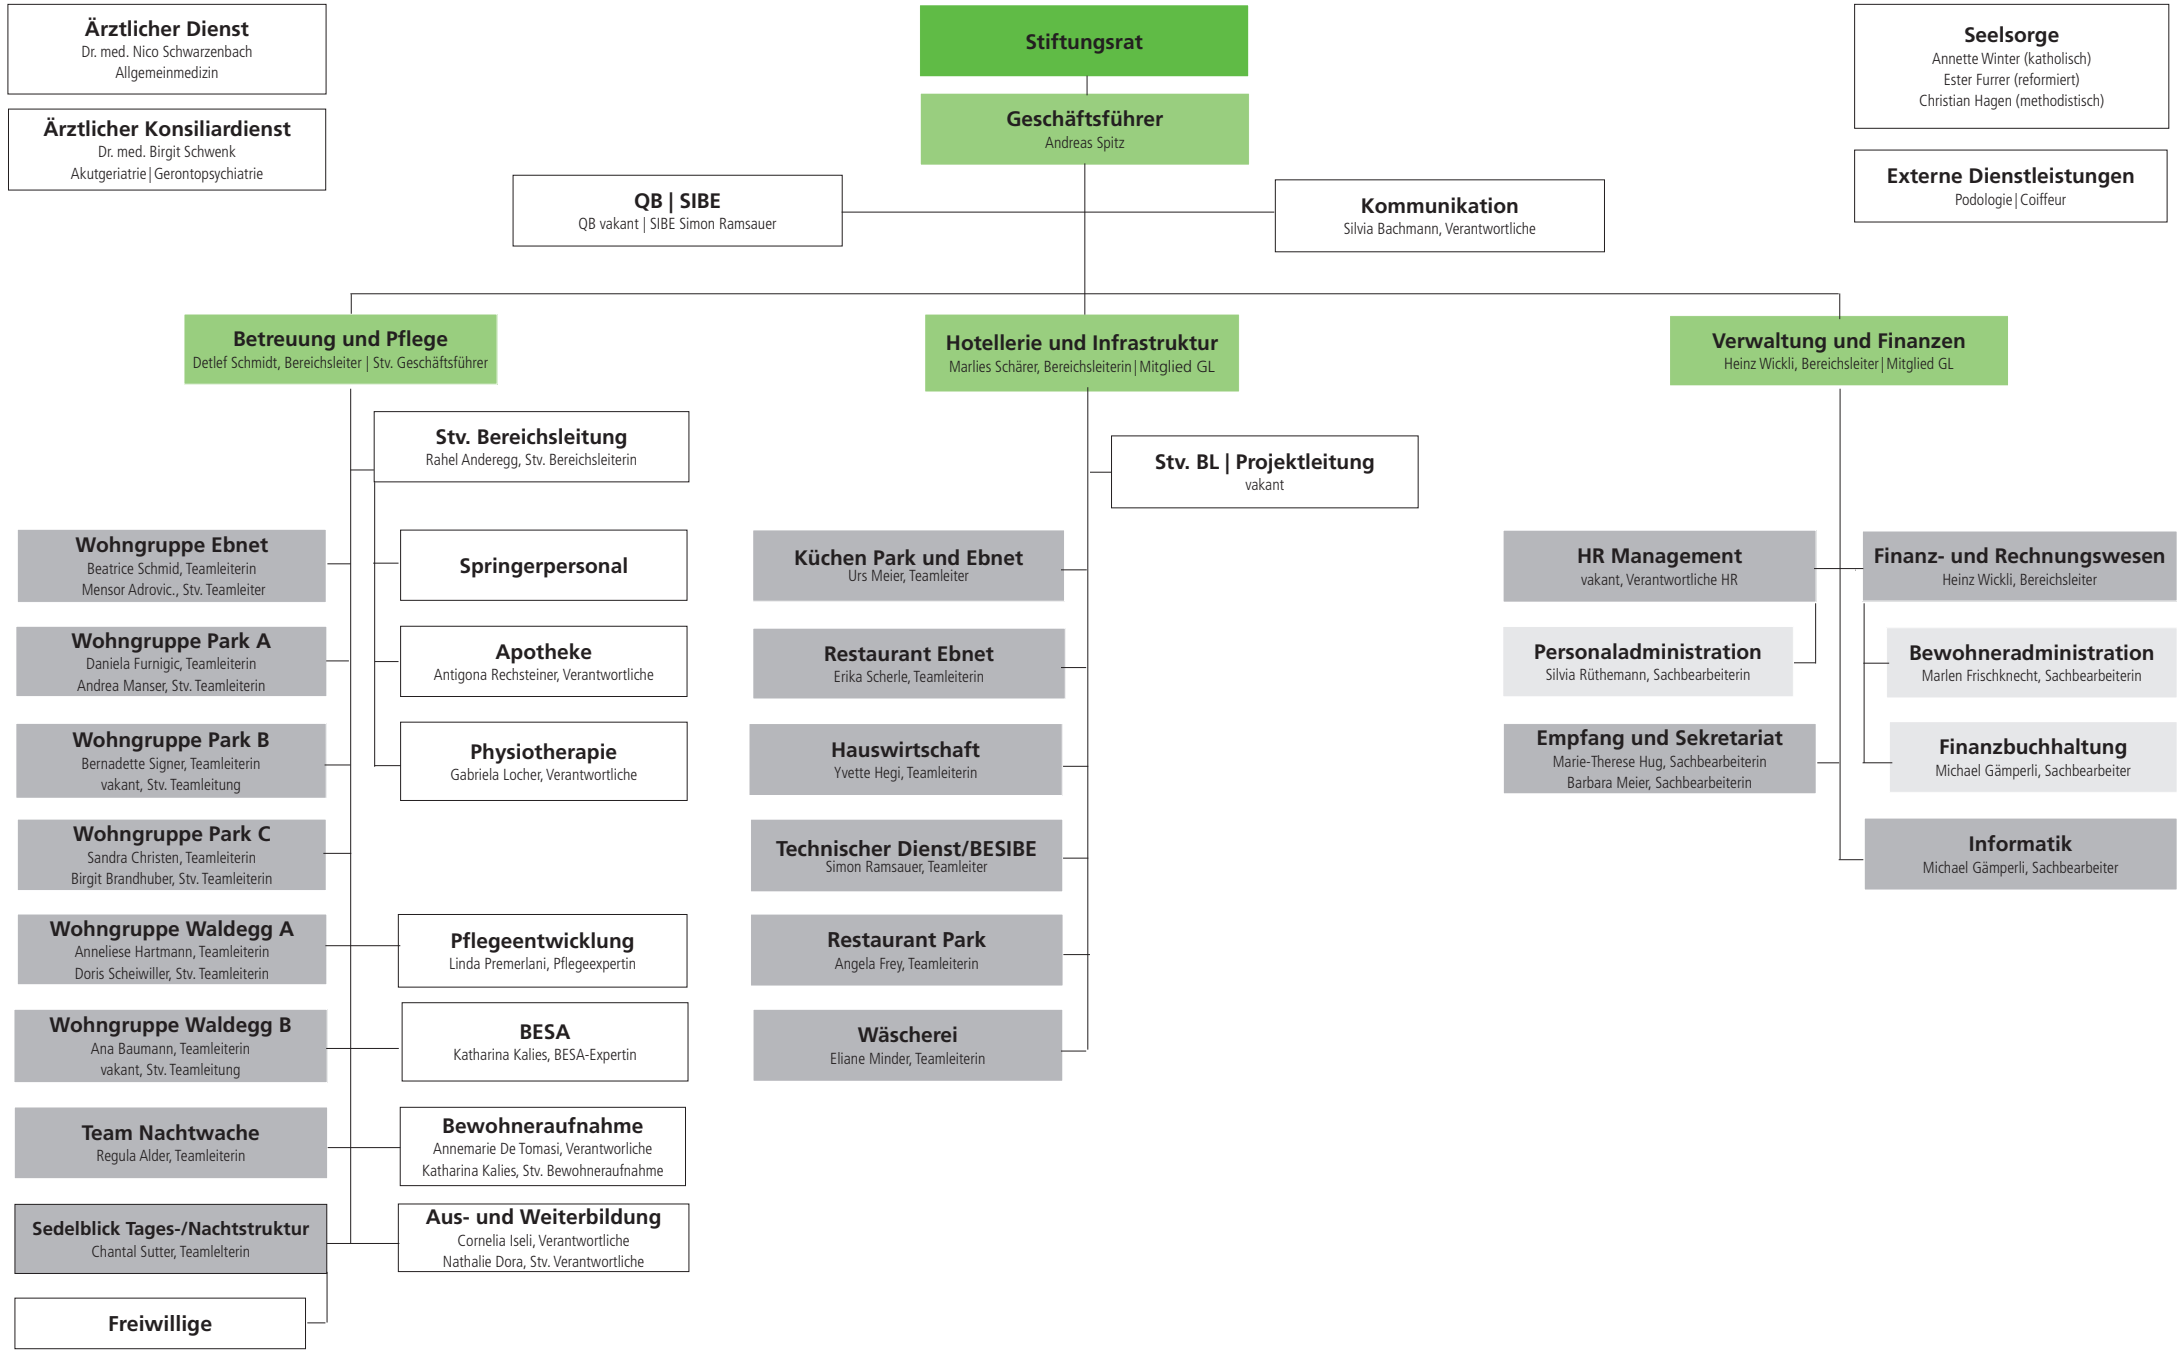 Ärztlicher Dienst
Dr. med. Nico Schwarzenbach
Allgemeinmedizin
Ärztlicher Konsiliardienst
Dr. med. Birgit Schwenk
Akutgeriatrie | Gerontopsychiatrie
Stiftungsrat
Geschäftsführer
Andreas Spitz
Seelsorge
Annette Winter (katholisch)
Ester Furrer (reformiert)
Christian Hagen (methodistisch)
Externe Dienstleistungen
Podologie | Coiffeur
QB | SIBE
QB vakant | SIBE Simon Ramsauer
Kommunikation
Silvia Bachmann, Verantwortliche
Betreuung und Pflege
Detlef Schmidt, Bereichsleiter | Stv. Geschäftsführer
Stv. Bereichsleitung
Rahel Anderegg, Stv. Bereichsleiterin
Wohngruppe Ebnet
Beatrice Schmid, Teamleiterin
Mensor Adrovic., Stv. Teamleiter
Springerpersonal
Wohngruppe Park A
Daniela Furnigic, Teamleiterin
Andrea Manser, Stv. Teamleiterin
Apotheke
Antigona Rechsteiner, Verantwortliche
Wohngruppe Park B
Bernadette Signer, Teamleiterin
vakant, Stv. Teamleitung
Physiotherapie
Gabriela Locher, Verantwortliche
Wohngruppe Park C
Sandra Christen, Teamleiterin
Birgit Brandhuber, Stv. Teamleiterin
Wohngruppe Waldegg A
Anneliese Hartmann, Teamleiterin
Doris Scheiwiller, Stv. Teamleiterin
Pflegeentwicklung
Linda Premerlani, Pflegeexpertin
Wohngruppe Waldegg B
Ana Baumann, Teamleiterin
vakant, Stv. Teamleitung
BESA
Katharina Kalies, BESA-Expertin
Team Nachtwache
Regula Alder, Teamleiterin
Bewohneraufnahme
Annemarie De Tomasi, Verantworliche
Katharina Kalies, Stv. Bewohneraufnahme
Sedelblick Tages-/Nachtstruktur
Chantal Sutter, Teamlelterin
Aus- und Weiterbildung
Cornelia Iseli, Verantwortliche
Nathalie Dora, Stv. Verantwortliche
Freiwillige
Hotellerie und Infrastruktur
Marlies Schärer, Bereichsleiterin | Mitglied GL
Stv. BL | Projektleitung
vakant
Küchen Park und Ebnet
Urs Meier, Teamleiter
Restaurant Ebnet
Erika Scherle, Teamleiterin
Hauswirtschaft
Yvette Hegi, Teamleiterin
Technischer Dienst/BESIBE
Simon Ramsauer, Teamleiter
Restaurant Park
Angela Frey, Teamleiterin
Wäscherei
Eliane Minder, Teamleiterin
Verwaltung und Finanzen
Heinz Wickli, Bereichsleiter | Mitglied GL
HR Management
vakant, Verantwortliche HR
Finanz- und Rechnungswesen
Heinz Wickli, Bereichsleiter
Personaladministration
Silvia Rüthemann, Sachbearbeiterin
Bewohneradministration
Marlen Frischknecht, Sachbearbeiterin
Empfang und Sekretariat
Marie-Therese Hug, Sachbearbeiterin
Barbara Meier, Sachbearbeiterin
Finanzbuchhaltung
Michael Gämperli, Sachbearbeiter
Informatik
Michael Gämperli, Sachbearbeiter